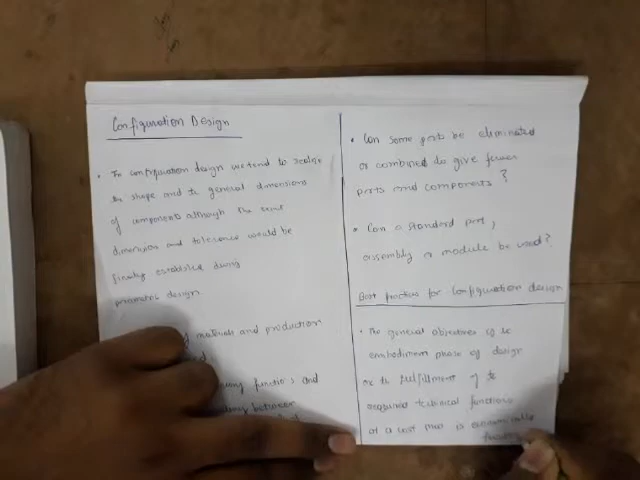 Configuration Design
• In configuration design we tend to
the shape and the general dimensions
of components although the exact
dimensions and tolerance would be
finally established during
parametric design.
of materials and production
functions and
between
• Can some parts be eliminated
or combined to give fewer
parts and components?
• Can a standard part,
assembly or module be used?
Best practices for Configuration design
• The general objectives of the
embodiment phase of design
are the fulfillment of the
required technical functions
at a cost that is economically